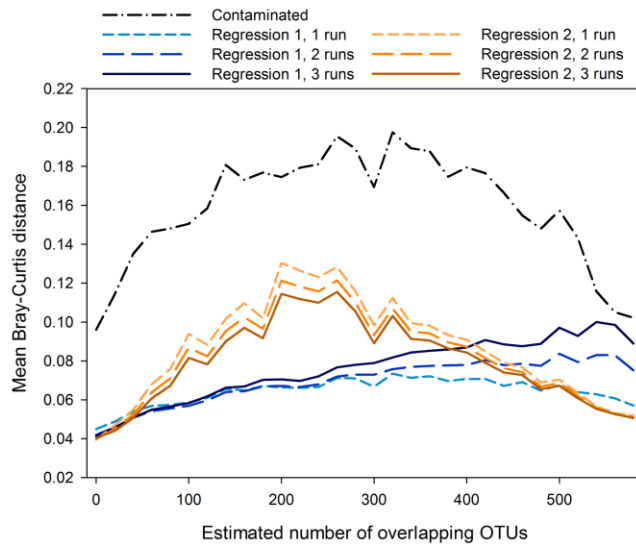 Contaminated
Regression 1, 1 run Regression 2, 1 run
Regression 1, 2 runs Regression 2, 2 runs
Regression 1, 3 runs Regression 2, 3 runs
0.22
0.20
0.18
0.16
0.14
0.12
0.10
0.08
0.06
0.04
0.02
Mean Bray-Curtis distance
0 100 200 300 400 500
Estimated number of overlapping OTUs